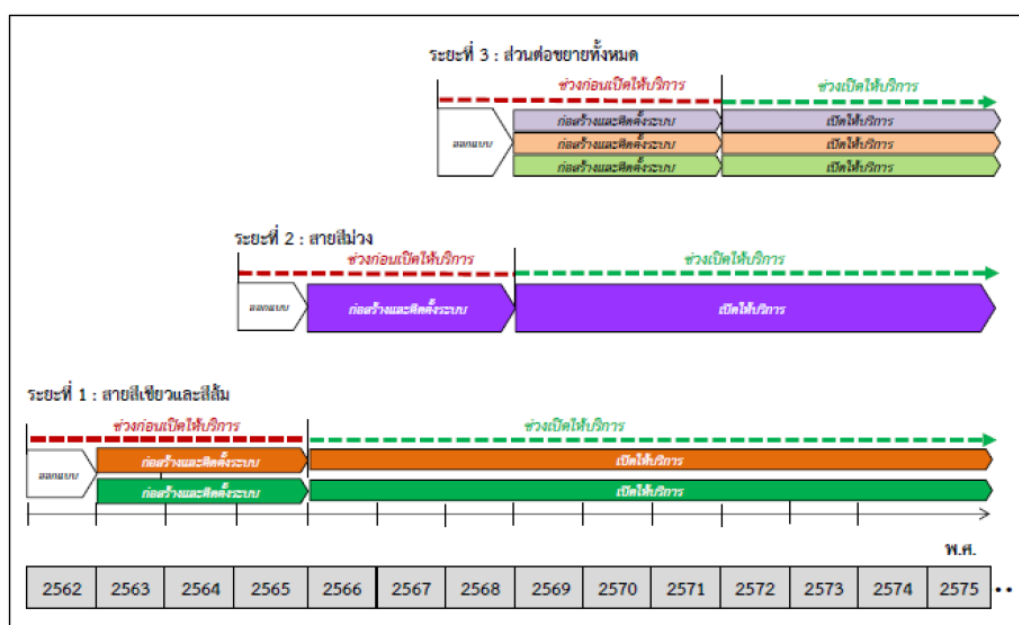 ระยะที่ 3 : ส่วนต่อขยายทั้งหมด
ช่วงก่อนเปิดให้บริการ ช่วงเปิดให้บริการ
ก่อสร้างและติดตั้งระบบ เปิดให้บริการ
ออกแบบ ก่อสร้างและติดตั้งระบบ เปิดให้บริการ
ก่อสร้างและติดตั้งระบบ เปิดให้บริการ
ระยะที่ 2 : สายสีม่วง
ช่วงก่อนเปิดให้บริการ ช่วงเปิดให้บริการ
ออกแบบ ก่อสร้างและติดตั้งระบบ เปิดให้บริการ
ระยะที่ 1 : สายสีเขียวและสีส้ม
ช่วงก่อนเปิดให้บริการ ช่วงเปิดให้บริการ
ก่อสร้างและติดตั้งระบบ เปิดให้บริการ
ออกแบบ
ก่อสร้างและติดตั้งระบบ เปิดให้บริการ
พ.ศ.
2562 2563 2564 2565 2566 2567 2568 2569 2570 2571 2572 2573 2574 2575 ..